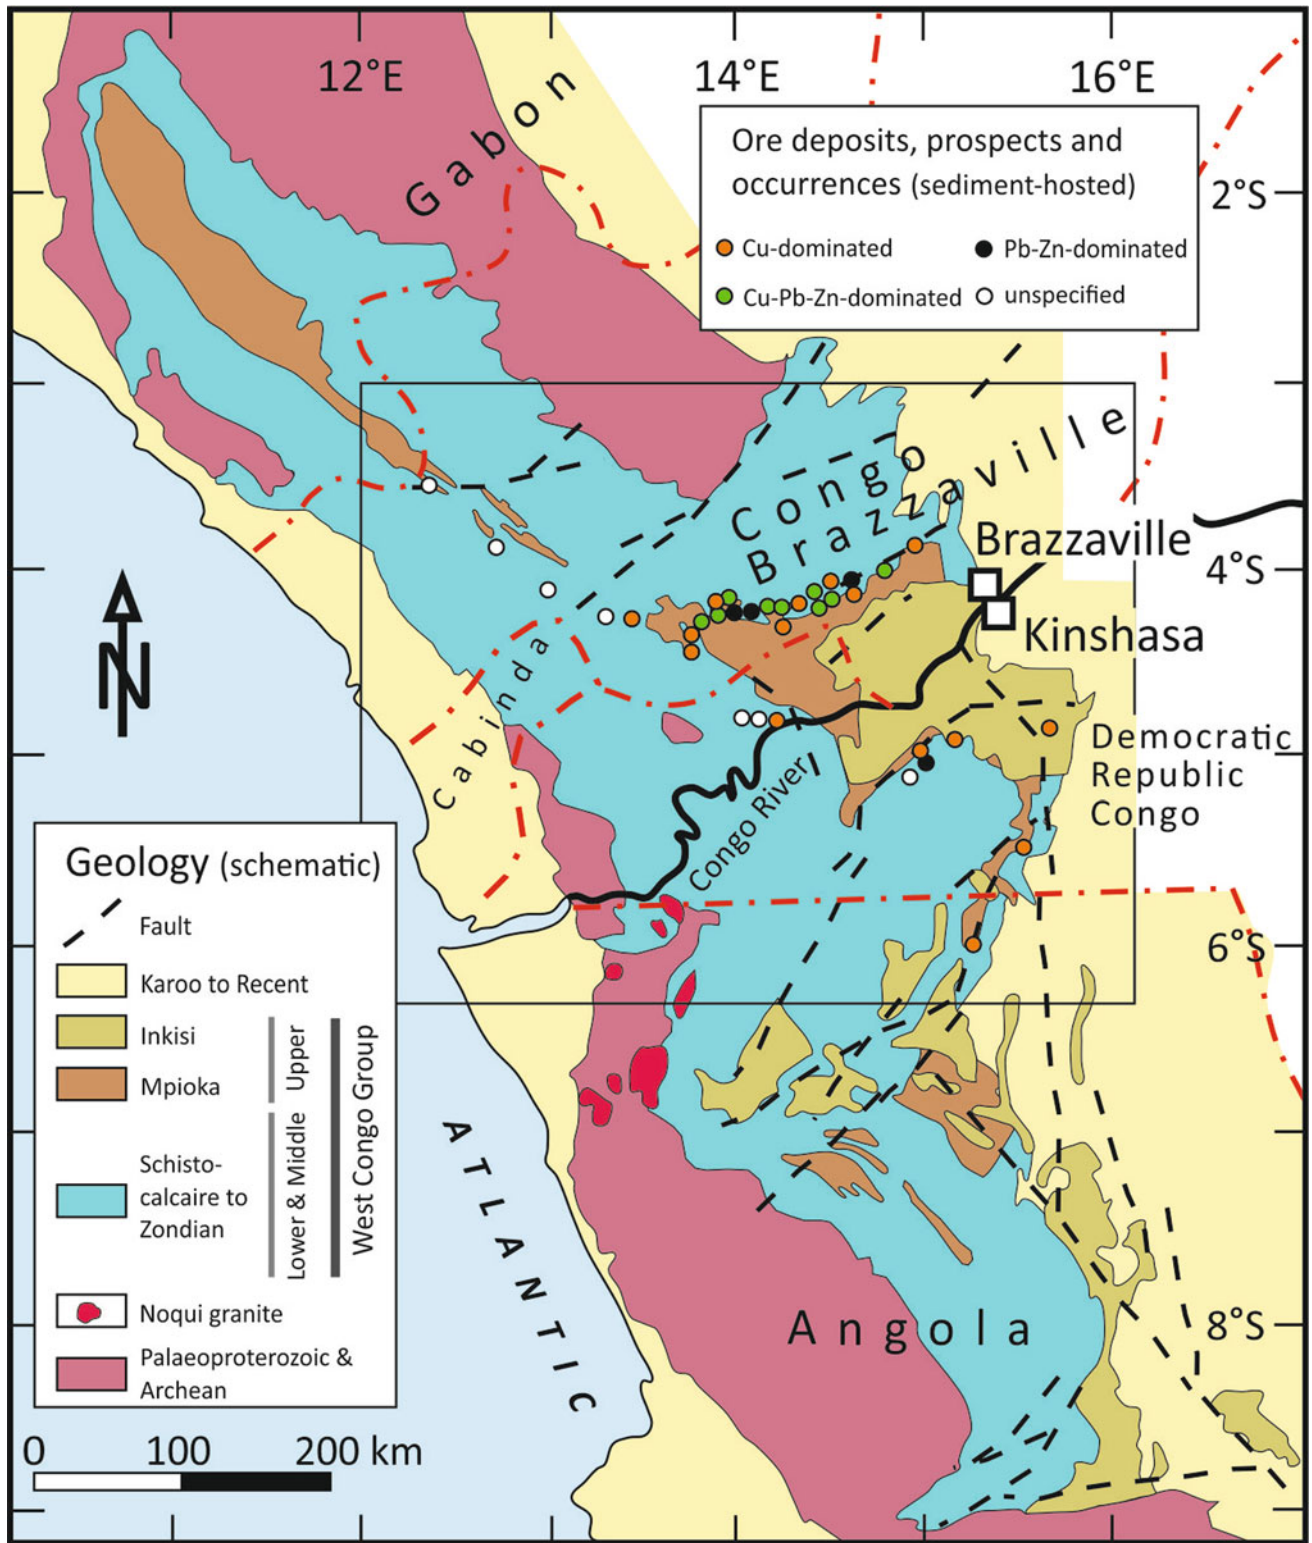 12°E
14°E
16°E
Gabon
Ore deposits, prospects and
occurrences (sediment-hosted)
Cu-dominated
Pb-Zn-dominated
Cu-Pb-Zn-dominated
unspecified
2°S
Congo
Brazzaville
Brazzaville
4°S
Kinshasa
N
Cabinda
Democratic
Republic
Congo
Congo River
Geology (schematic)
Fault
Karoo to Recent
Inkisi
Mpioka
Schisto-
calcaire to
Zondian
Upper
Lower & Middle
West Congo Group
Noqui granite
Palaeoproterozoic &
Archean
6°S
ATLANTIC
Angola
8°S
0 100 200 km